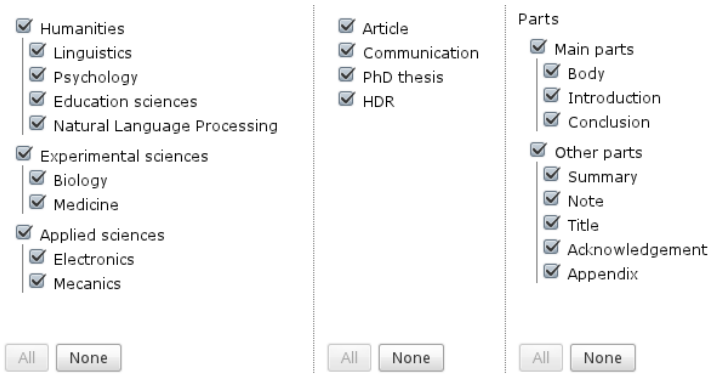 Humanities
Linguistics
Psychology
Education sciences
Natural Language Processing
Experimental sciences
Biology
Medicine
Applied sciences
Electronics
Mecanics
All None
Article
Communication
PhD thesis
HDR
All None
Parts
Main parts
Body
Introduction
Conclusion
Other parts
Summary
Note
Title
Acknowledgement
Appendix
All None